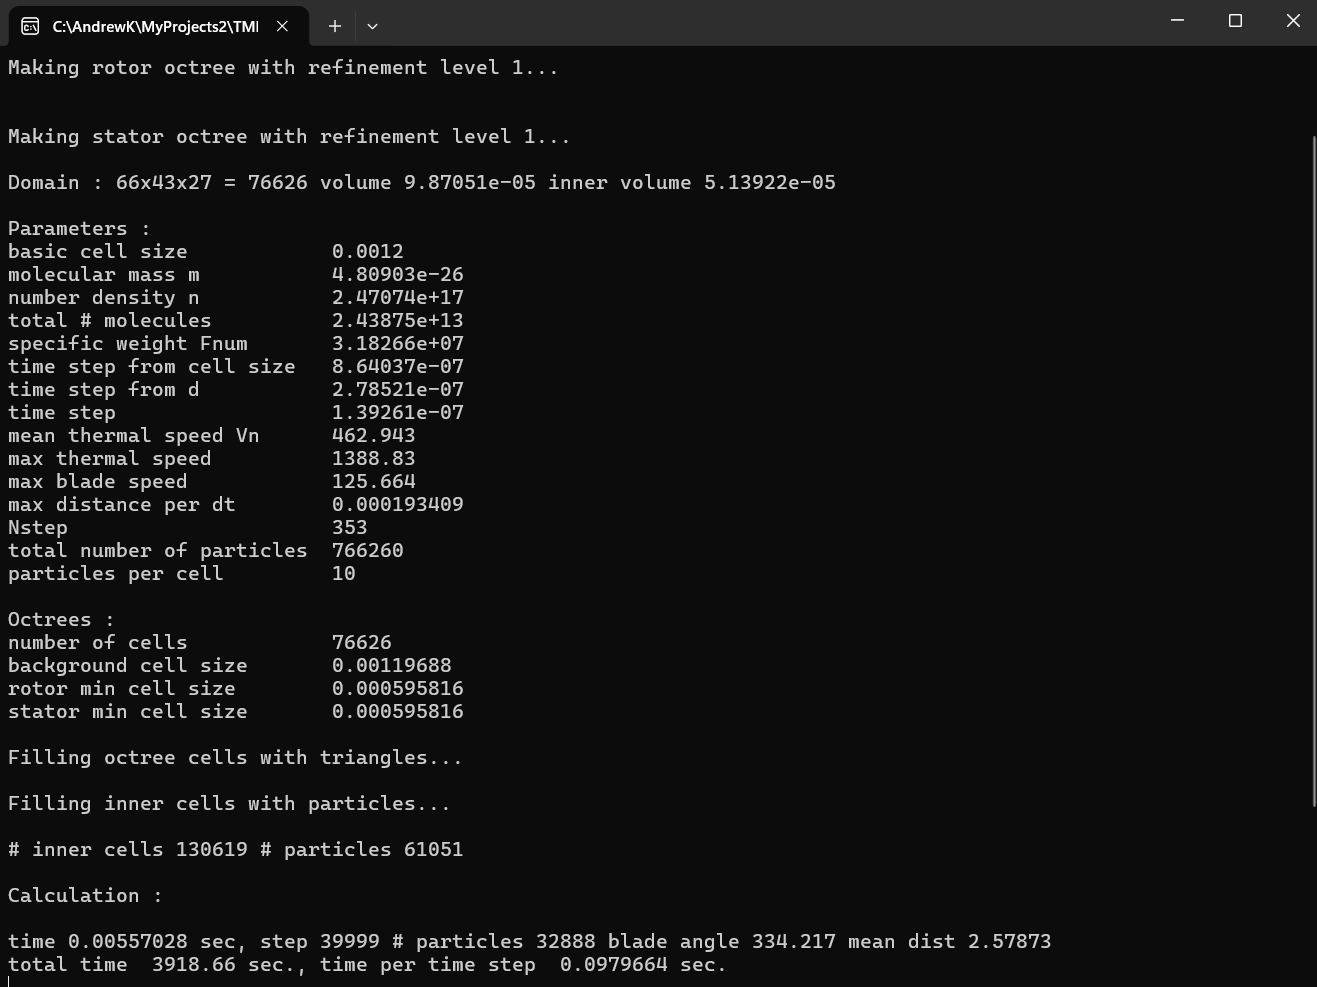 C:\AndrewK\MyProjects2\TM
Making rotor octree with refinement level 1...
Making stator octree with refinement level 1...
Domain : 66x43x27 = 76626 volume 9.87051e-05 inner volume 5.13922e-05
Parameters :
basic cell size 0.0012
molecular mass m 4.80903e-26
number density n 2.47074e+17
total # molecules 2.43875e+13
specific weight Fnum 3.18266e+07
time step from cell size 8.64037e-07
time step from d 2.78521e-07
time step 1.39261e-07
mean thermal speed Vn 462.943
max thermal speed 1388.83
max blade speed 125.664
max distance per dt 0.000193409
Nstep 353
total number of particles 766260
particles per cell 10
Octrees :
number of cells 76626
background cell size 0.00119688
rotor min cell size 0.000595816
stator min cell size 0.000595816
Filling octree cells with triangles...
Filling inner cells with particles...
# inner cells 130619 # particles 61051
Calculation :
time 0.00557028 sec, step 39999 # particles 32888 blade angle 334.217 mean dist 2.57873
total time 3918.66 sec., time per time step 0.0979664 sec.